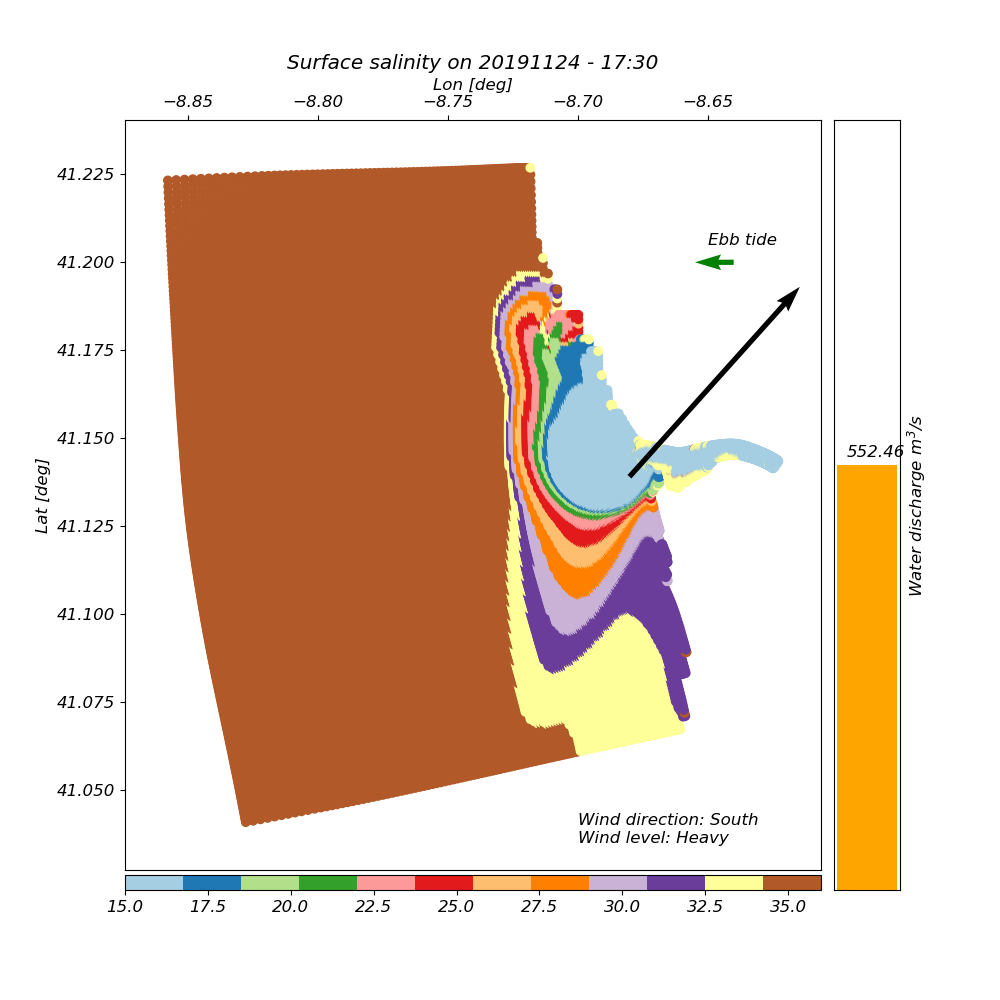 Surface salinity on 20191124 - 17:30
Lon [deg]
−8.85 −8.80 −8.75 −8.70 −8.65
41.225
41.200
41.175
41.150
41.125
41.100
41.075
41.050
Lat [deg]
Ebb tide
Wind direction: South
Wind level: Heavy
552.46
Water discharge m³/s
15.0 17.5 20.0 22.5 25.0 27.5 30.0 32.5 35.0